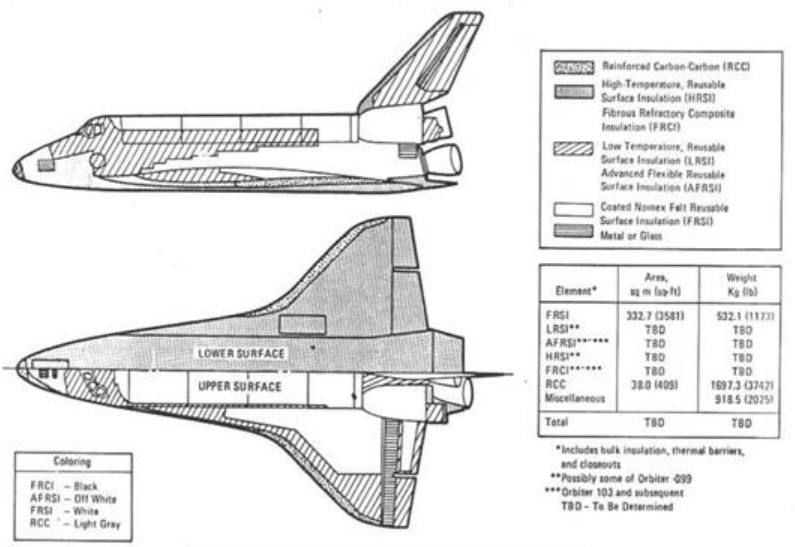 Reinforced Carbon-Carbon (RCC)
High-Temperature, Reusable
Surface Insulation (HRSI)
Fibrous Refractory Composite
Insulation (FRCI)
Low Temperature, Reusable
Surface Insulation (LRSI)
Advanced Flexible Reusable
Surface Insulation (AFRSI)
Coated Nomex Felt Reusable
Surface Insulation (FRSI)
Metal or Glass
LOWER SURFACE
UPPER SURFACE
Element* Area, sq m (sq-ft) Weight Kg (lb)
FRSI 332.7 (3581) 532.1 (1173)
LRSI** TBD TBD
AFRSI**'*** TBD TBD
HRSI** TBD TBD
FRCI**'*** TBD TBD
RCC 38.0 (409) 1697.3 (3742)
Miscellaneous 918.5 (2025)
Total TBD TBD
*Includes bulk insulation, thermal barriers,
and closeouts
**Possibly some of Orbiter 099
***Orbiter 103 and subsequent
TBD - To Be Determined
Coloring
FRCI - Black
AFRSI - Off White
FRSI - White
RCC - Light Gray